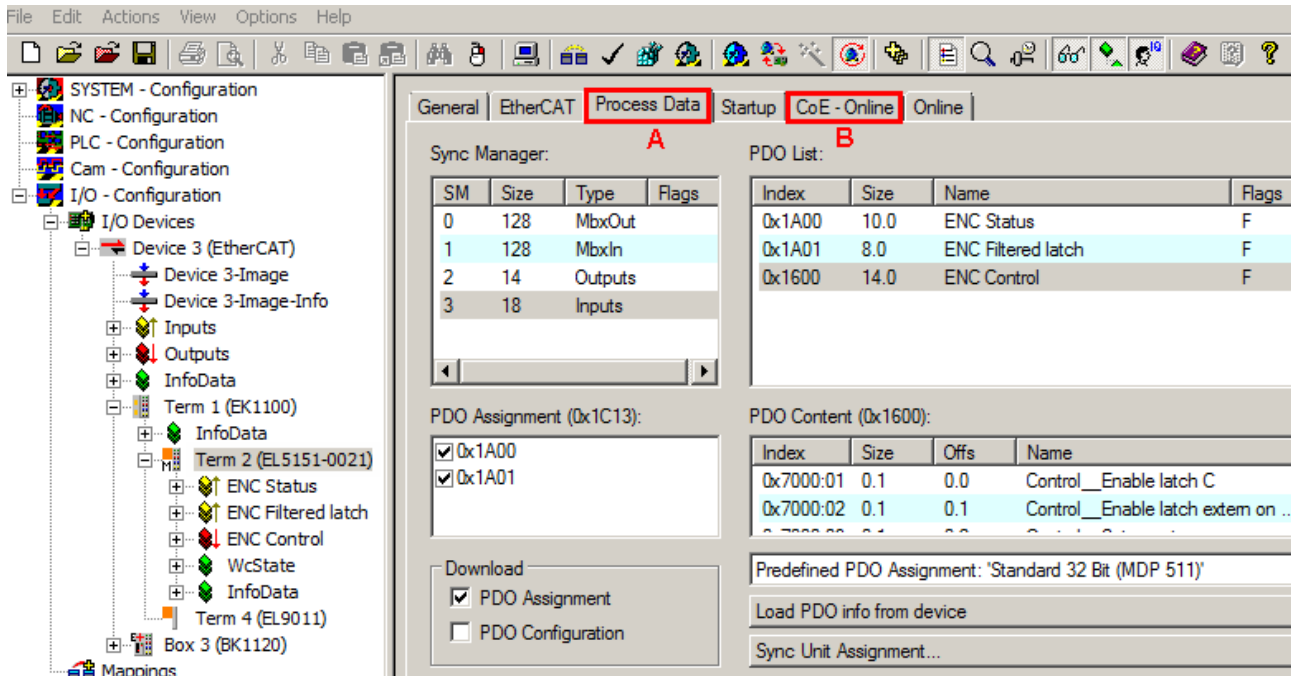 File Edit Actions View Options Help
SYSTEM - Configuration
NC - Configuration
PLC - Configuration
Cam - Configuration
I/O - Configuration
I/O Devices
Device 3 (EtherCAT)
Device 3-Image
Device 3-Image-Info
Inputs
Outputs
InfoData
Term 1 (EK1100)
InfoData
Term 2 (EL5151-0021)
ENC Status
ENC Filtered latch
ENC Control
WcState
InfoData
Term 4 (EL9011)
Box 3 (BK1120)
Mappings
General EtherCAT Process Data Startup CoE - Online Online
A B
Sync Manager:
SM Size Type Flags
0 128 MbxOut
1 128 MbxIn
2 14 Outputs
3 18 Inputs
PDO List:
Index Size Name Flags
0x1A00 10.0 ENC Status F
0x1A01 8.0 ENC Filtered latch F
0x1600 14.0 ENC Control F
PDO Assignment (0x1C13):
0x1A00
0x1A01
PDO Content (0x1600):
Index Size Offs Name
0x7000:01 0.1 0.0 Control__Enable latch C
0x7000:02 0.1 0.1 Control__Enable latch extern on ...
Download
PDO Assignment
PDO Configuration
Predefined PDO Assignment: 'Standard 32 Bit (MDP 511)'
Load PDO info from device
Sync Unit Assignment...